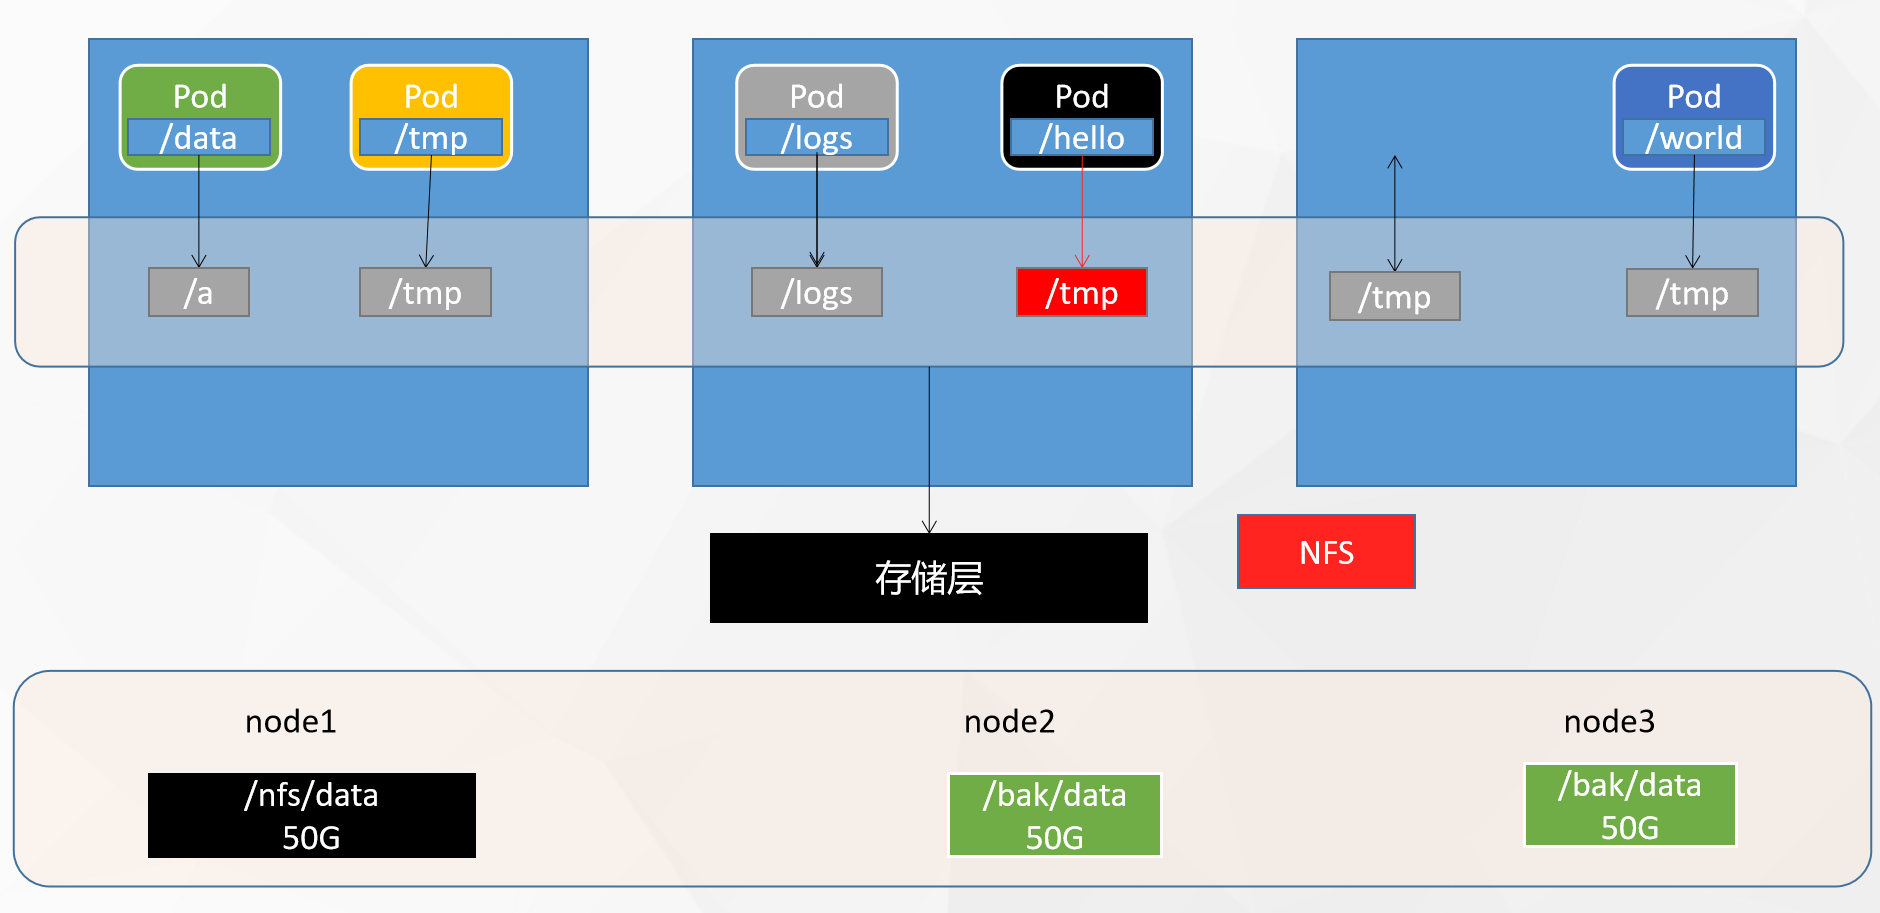 Pod
/data
Pod
/tmp
Pod
/logs
Pod
/hello
Pod
/world
/a
/tmp
/logs
/tmp
/tmp
/tmp
存储层
NFS
node1
node2
node3
/nfs/data
50G
/bak/data
50G
/bak/data
50G